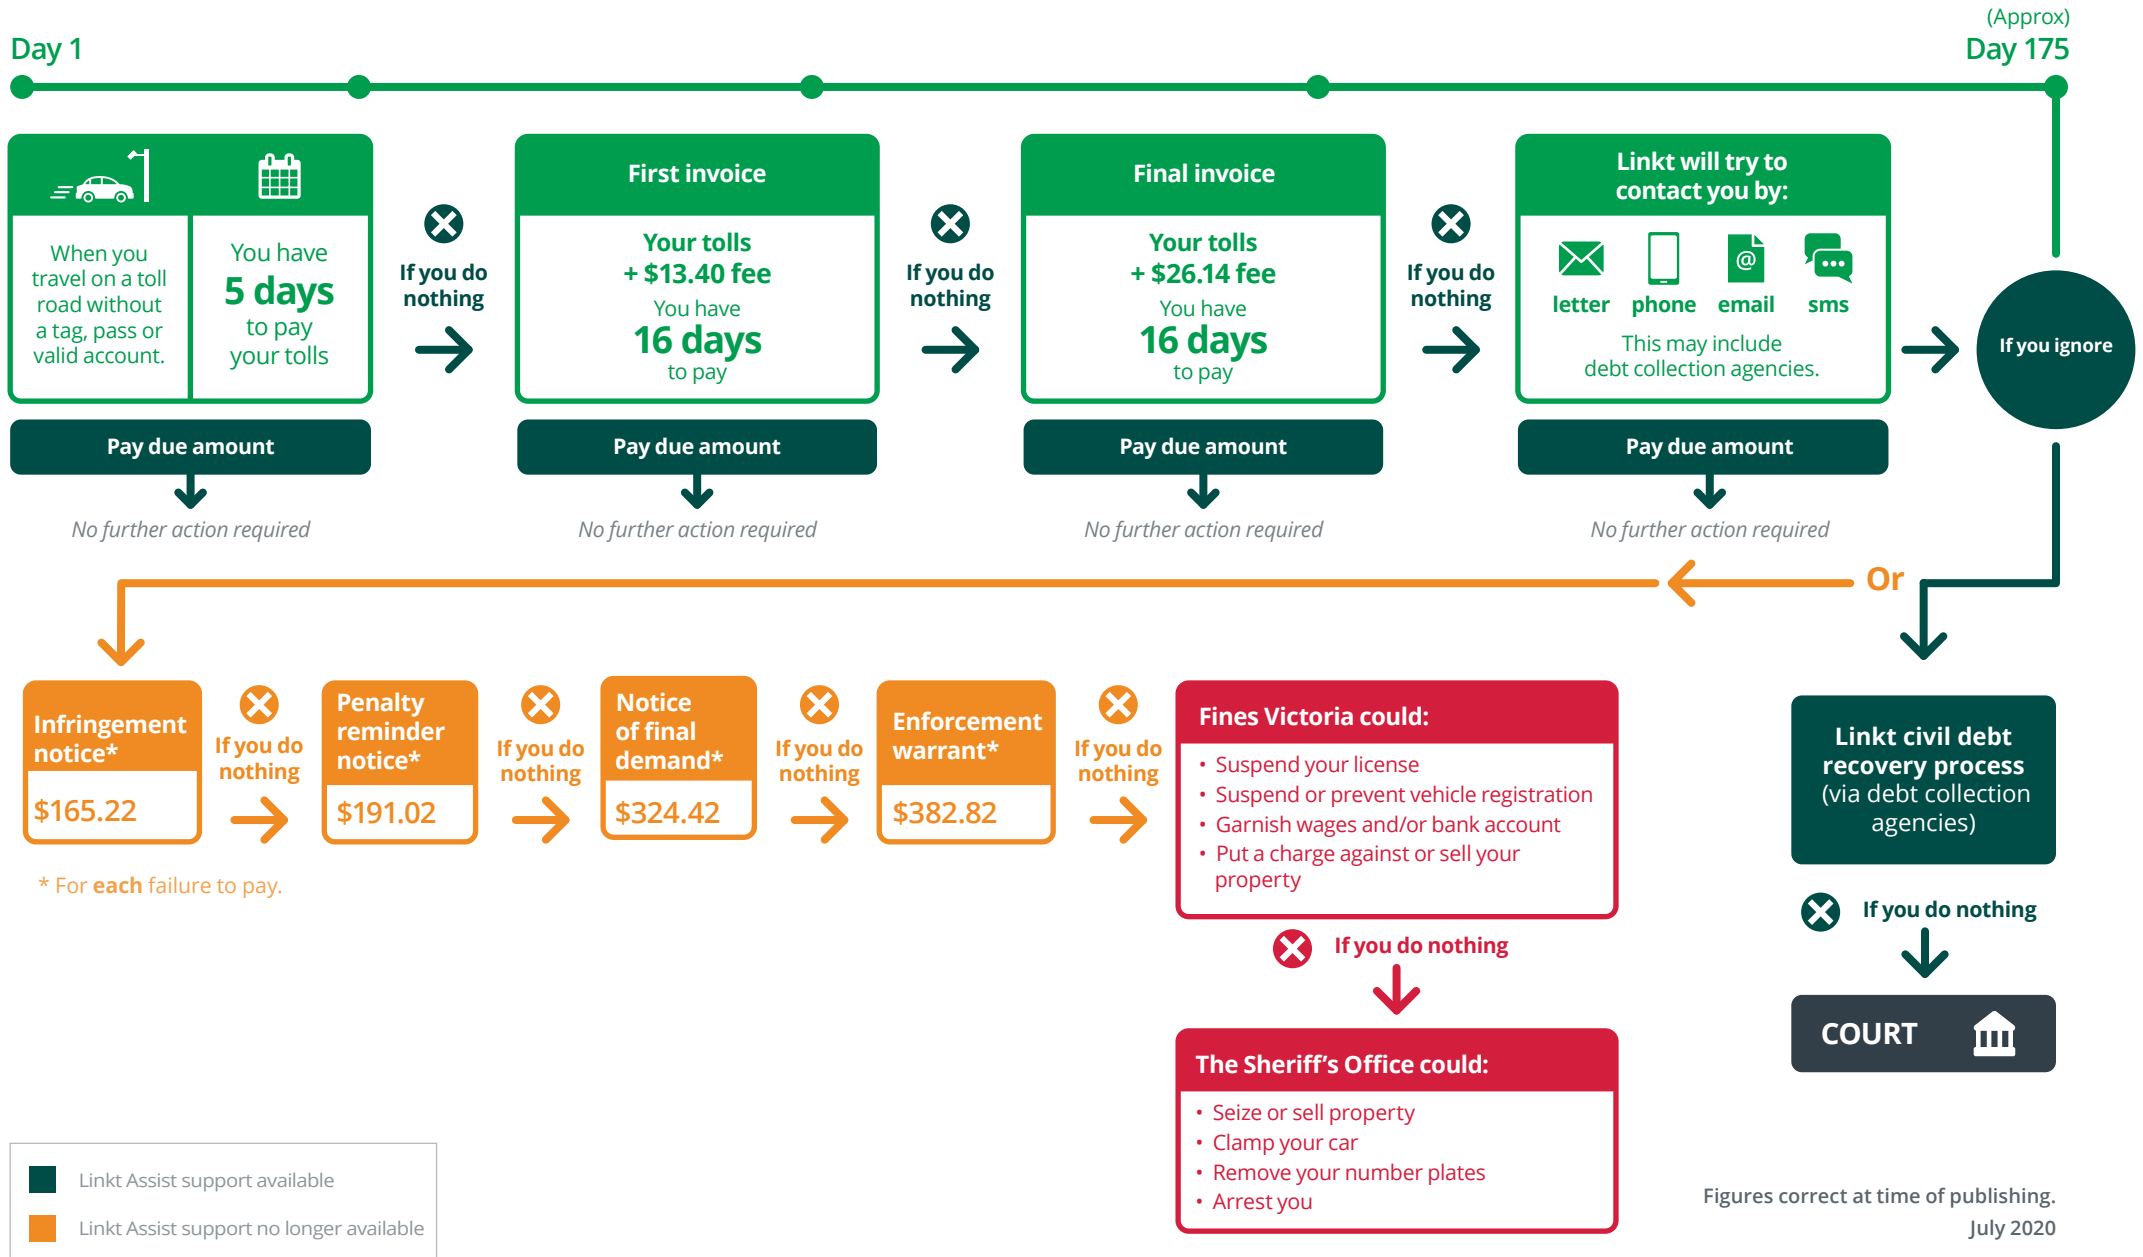 Day 1
(Approx)
Day 175
When you
travel on a toll
road without
a tag, pass or
valid account.
You have
5 days
to pay
your tolls
If you do
nothing
First invoice
Your tolls
+ $13.40 fee
You have
16 days
to pay
If you do
nothing
Final invoice
Your tolls
+ $26.14 fee
You have
16 days
to pay
If you do
nothing
Linkt will try to
contact you by:
@
letter phone email sms
This may include
debt collection agencies.
If you ignore
Pay due amount
Pay due amount
Pay due amount
Pay due amount
No further action required
No further action required
No further action required
No further action required
Or
Infringement
notice*
$165.22
If you do
nothing
Penalty
reminder
notice*
$191.02
If you do
nothing
Notice
of final
demand*
$324.42
If you do
nothing
Enforcement
warrant*
$382.82
If you do
nothing
Fines Victoria could:
• Suspend your license
• Suspend or prevent vehicle registration
• Garnish wages and/or bank account
• Put a charge against or sell your
property
Linkt civil debt
recovery process
(via debt collection
agencies)
* For each failure to pay.
If you do nothing
If you do nothing
COURT
The Sheriff's Office could:
• Seize or sell property
• Clamp your car
• Remove your number plates
• Arrest you
Linkt Assist support available
Linkt Assist support no longer available
Figures correct at time of publishing.
July 2020